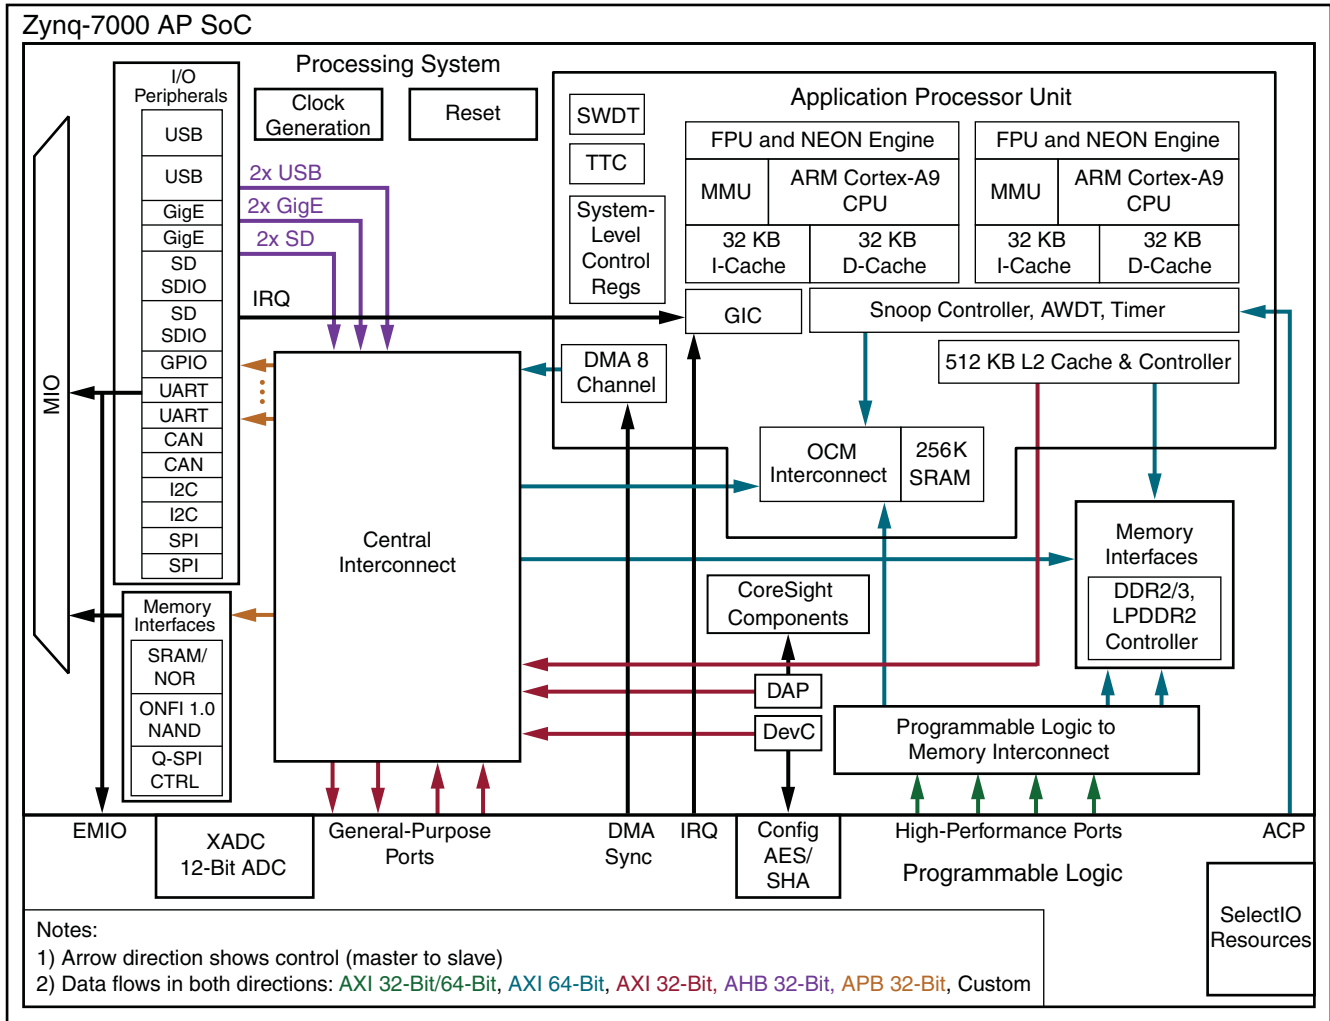 Zynq-7000 AP SoC
Processing System
I/O
Peripherals
USB
USB
GigE
GigE
SD
SDIO
SD
SDIO
GPIO
UART
UART
CAN
CAN
I2C
I2C
SPI
SPI
MIO
Clock
Generation
Reset
2x USB
2x GigE
2x SD
IRQ
Application Processor Unit
SWDT
TTC
System-
Level
Control
Regs
FPU and NEON Engine
MMU
ARM Cortex-A9
CPU
32 KB
I-Cache
32 KB
D-Cache
FPU and NEON Engine
MMU
ARM Cortex-A9
CPU
32 KB
I-Cache
32 KB
D-Cache
GIC
Snoop Controller, AWDT, Timer
DMA 8
Channel
512 KB L2 Cache & Controller
OCM
Interconnect
256K
SRAM
Central
Interconnect
Memory
Interfaces
DDR2/3,
LPDDR2
Controller
CoreSight
Components
DAP
DevC
Programmable Logic to
Memory Interconnect
Memory
Interfaces
SRAM/
NOR
ONFI 1.0
NAND
Q-SPI
CTRL
EMIO
XADC
12-Bit ADC
General-Purpose
Ports
DMA
Sync
IRQ
Config
AES/
SHA
High-Performance Ports
ACP
Programmable Logic
SelectIO
Resources
Notes:
1) Arrow direction shows control (master to slave)
2) Data flows in both directions: AXI 32-Bit/64-Bit, AXI 64-Bit, AXI 32-Bit, AHB 32-Bit, APB 32-Bit, Custom